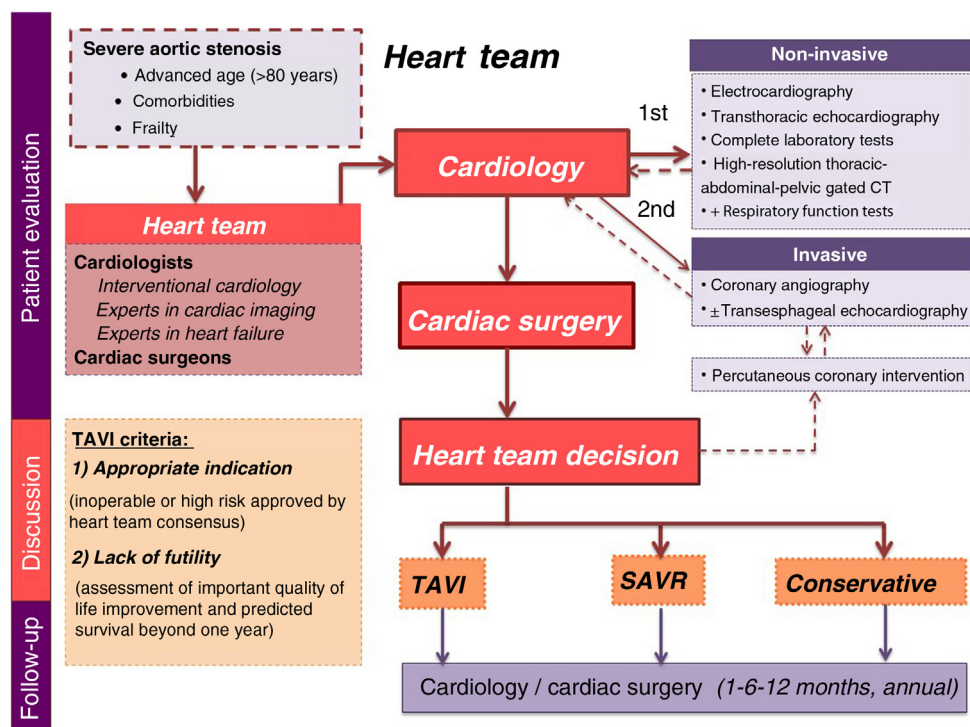 Patient evaluation
Discussion
Follow-up
Heart team
Severe aortic stenosis
• Advanced age (>80 years)
• Comorbidities
• Frailty
Heart team
Cardiologists
Interventional cardiology
Experts in cardiac imaging
Experts in heart failure
Cardiac surgeons
Cardiology
1st
2nd
Non-invasive
• Electrocardiography
• Transthoracic echocardiography
• Complete laboratory tests
• High-resolution thoracic-
abdominal-pelvic gated CT
• + Respiratory function tests
Invasive
• Coronary angiography
• ± Transesphageal echocardiography
• Percutaneous coronary intervention
Cardiac surgery
Heart team decision
TAVI criteria:
1) Appropriate indication
(inoperable or high risk approved by
heart team consensus)
2) Lack of futility
(assessment of important quality of
life improvement and predicted
survival beyond one year)
TAVI
SAVR
Conservative
Cardiology / cardiac surgery (1-6-12 months, annual)